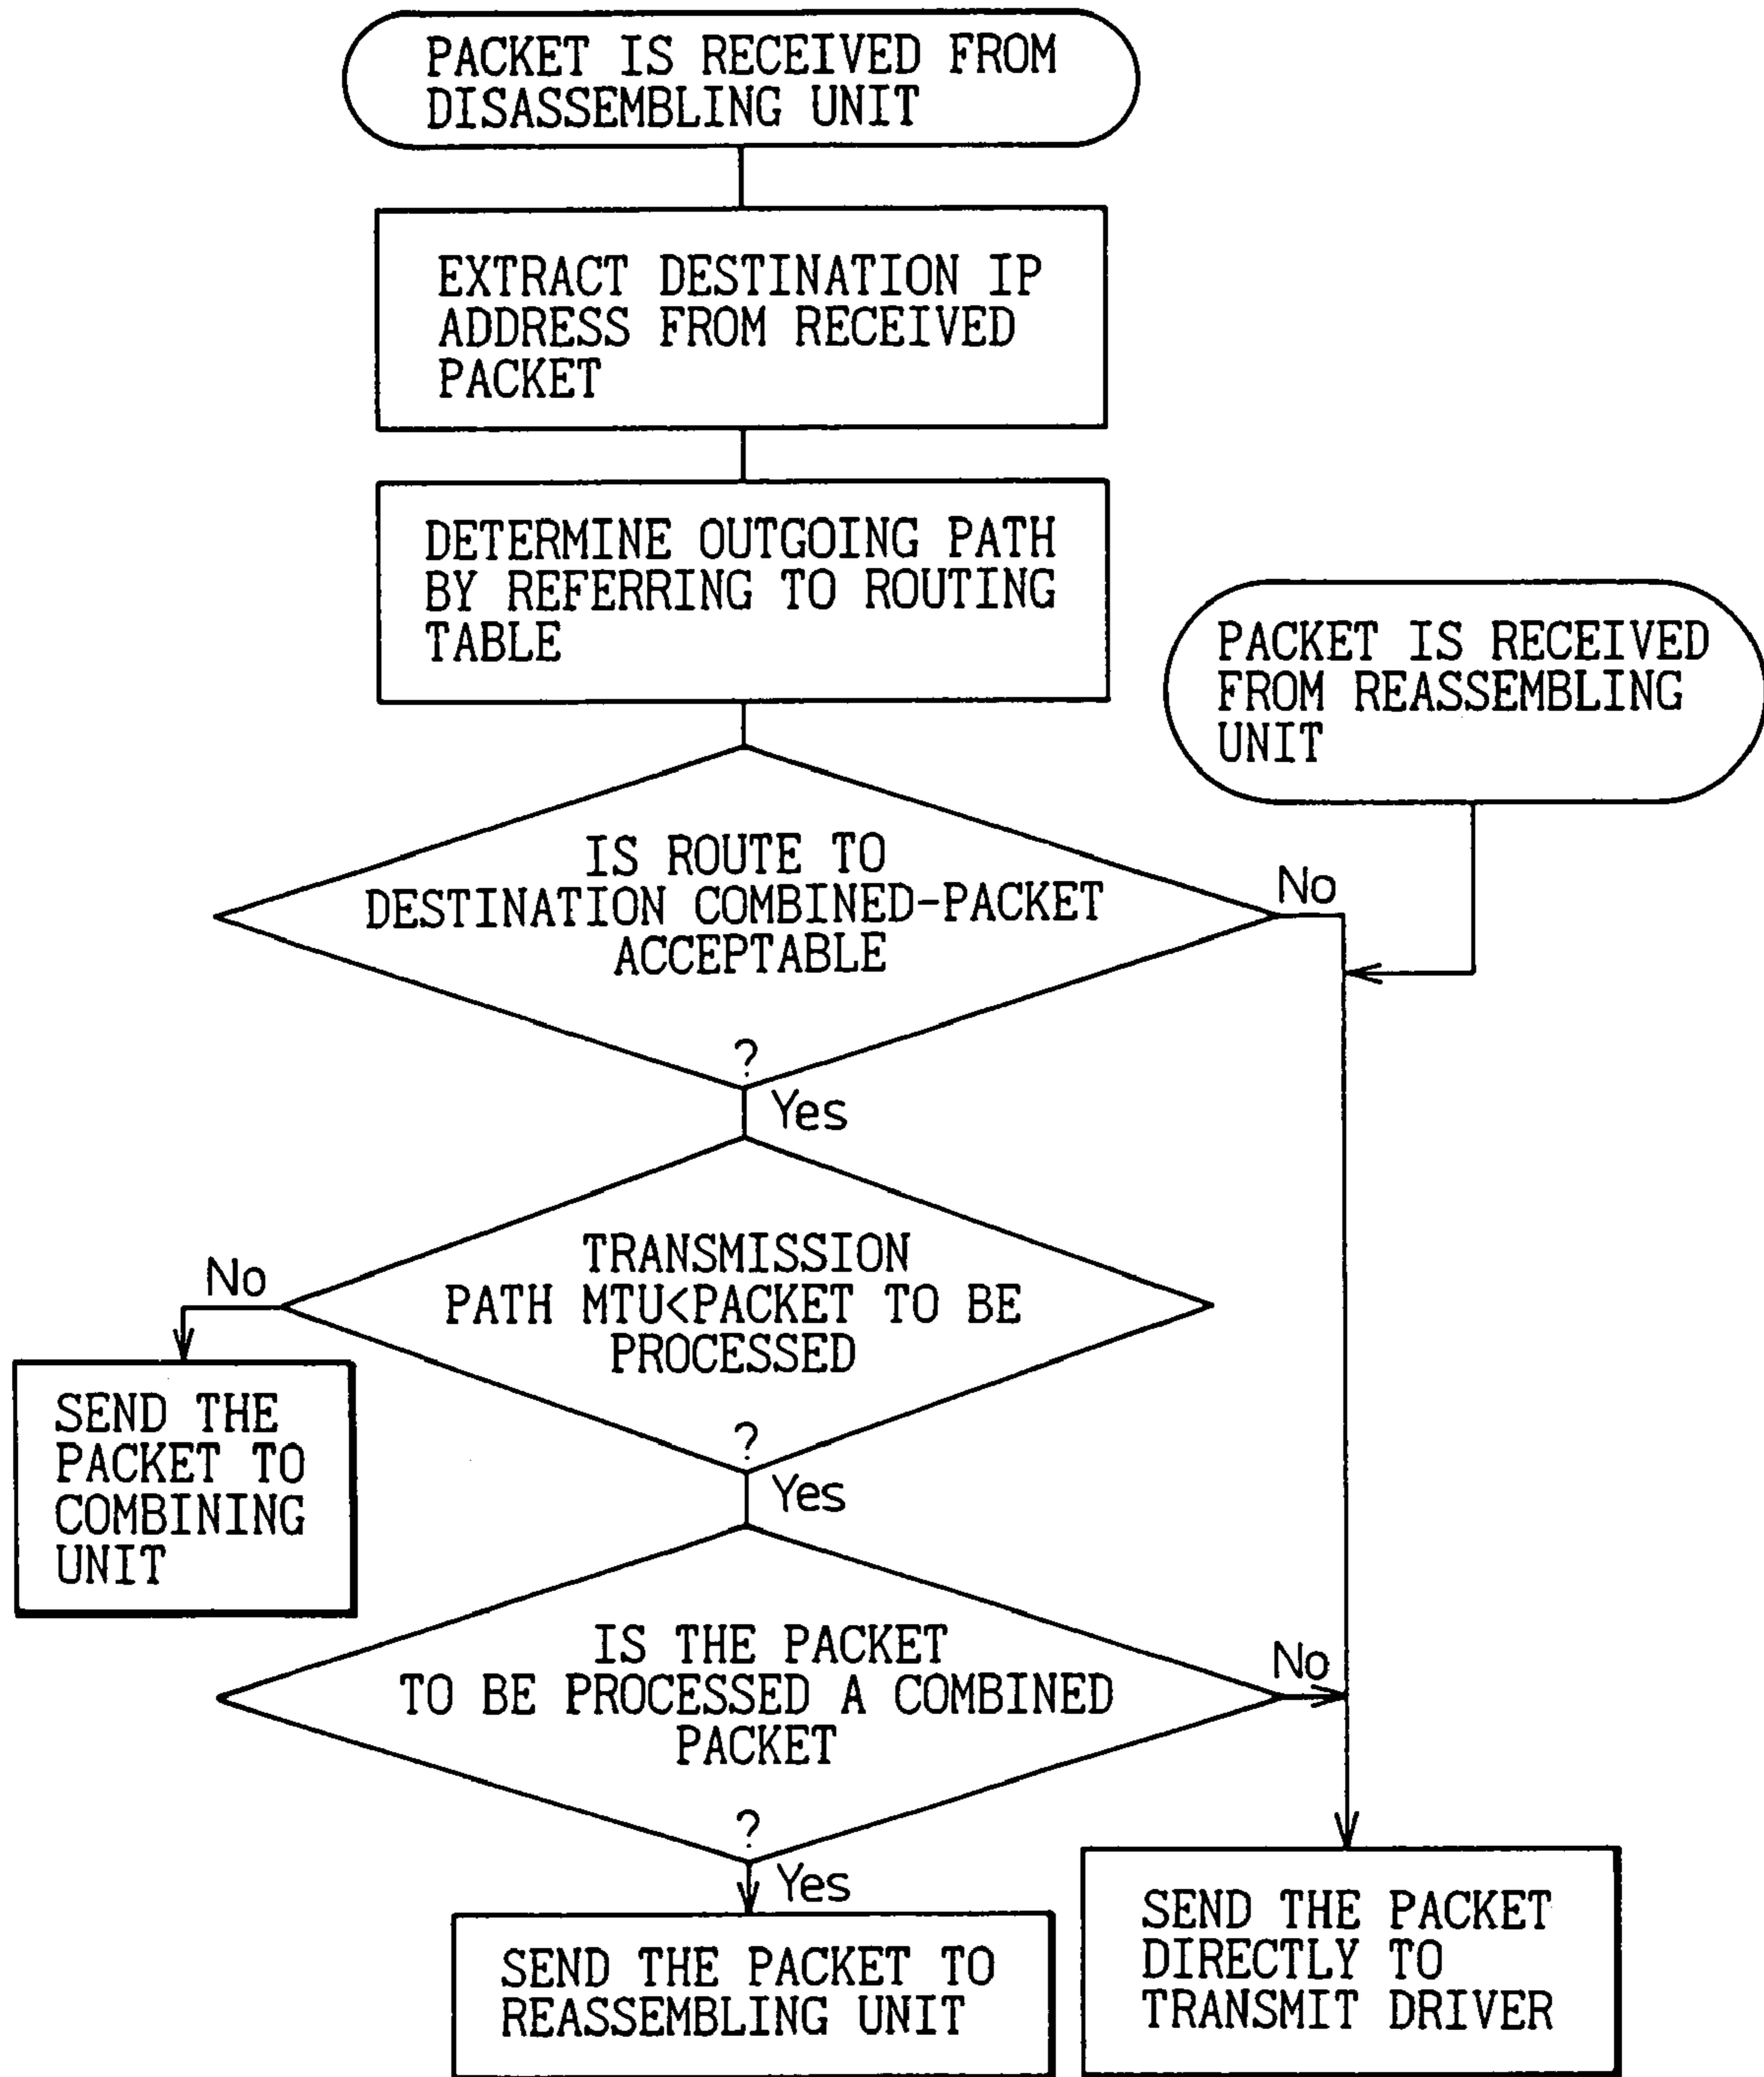 PACKET IS RECEIVED FROM
DISASSEMBLING UNIT
EXTRACT DESTINATION IP
ADDRESS FROM RECEIVED
PACKET
DETERMINE OUTGOING PATH
BY REFERRING TO ROUTING
TABLE
PACKET IS RECEIVED
FROM REASSEMBLING
UNIT
IS ROUTE TO
DESTINATION COMBINED-PACKET
ACCEPTABLE
?
No
Yes
TRANSMISSION
PATH MTU<PACKET TO BE
PROCESSED
?
No
Yes
SEND THE
PACKET TO
COMBINING
UNIT
IS THE PACKET
TO BE PROCESSED A COMBINED
PACKET
?
No
Yes
SEND THE PACKET TO
REASSEMBLING UNIT
SEND THE PACKET
DIRECTLY TO
TRANSMIT DRIVER